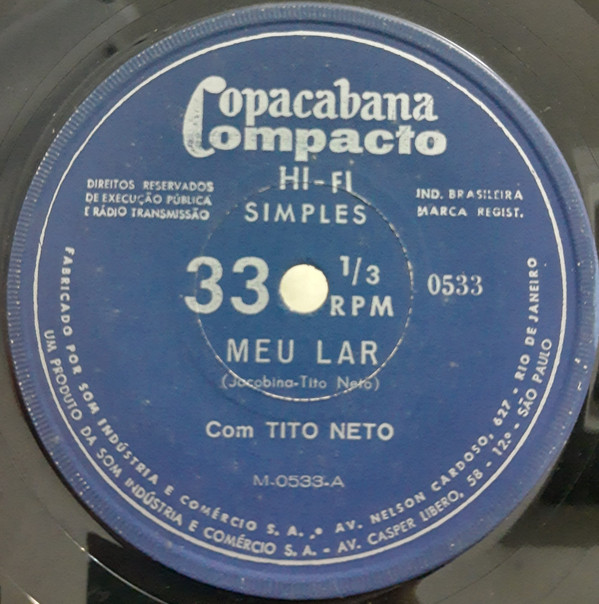 Copacabana
Compacto
HI-FI
SIMPLES
DIREITOS RESERVADOS
DE EXECUÇÃO PÚBLICA
E RÁDIO TRANSMISSÃO
IND. BRASILEIRA
MARCA REGIST.
33 1/3
RPM
0533
MEU LAR
(Jacobina-Tito Neto)
Com TITO NETO
M-0533-A
FABRICADO POR SOM INDÚSTRIA E COMÉRCIO S. A. . AV. NELSON CARDOSO, 627 - RIO DE JANEIRO
UM PRODUTO DA SOM INDÚSTRIA E COMÉRCIO S. A. - AV. CASPER LIBERO, 58 - 12.º - SÃO PAULO